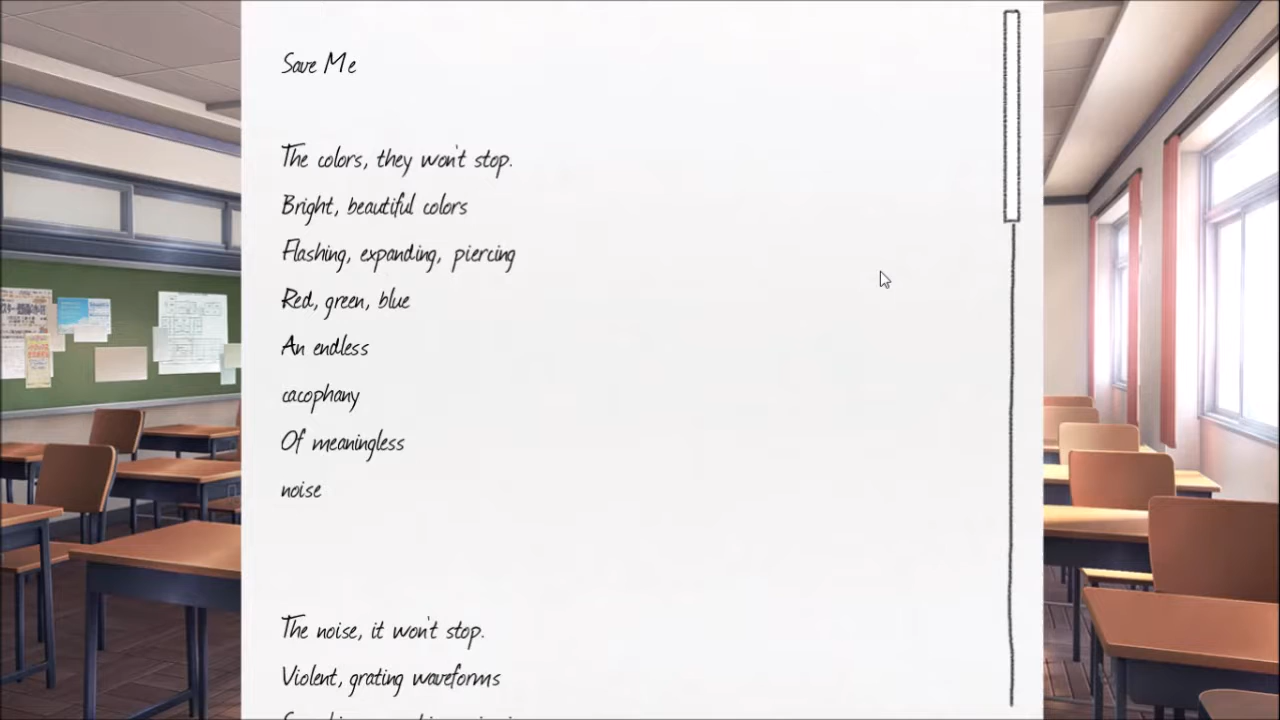 Save Me
The colors, they won't stop.
Bright, beautiful colors
Flashing, expanding, piercing
Red, green, blue
An endless
cacophany
Of meaningless
noise
The noise, it won't stop.
Violent, grating waveforms